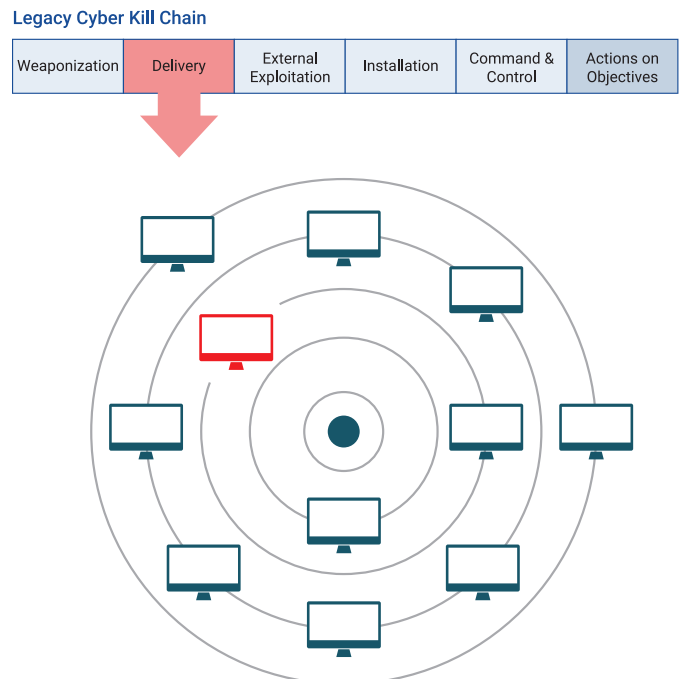 Legacy Cyber Kill Chain
Weaponization
Delivery
External
Exploitation
Installation
Command &
Control
Actions on
Objectives